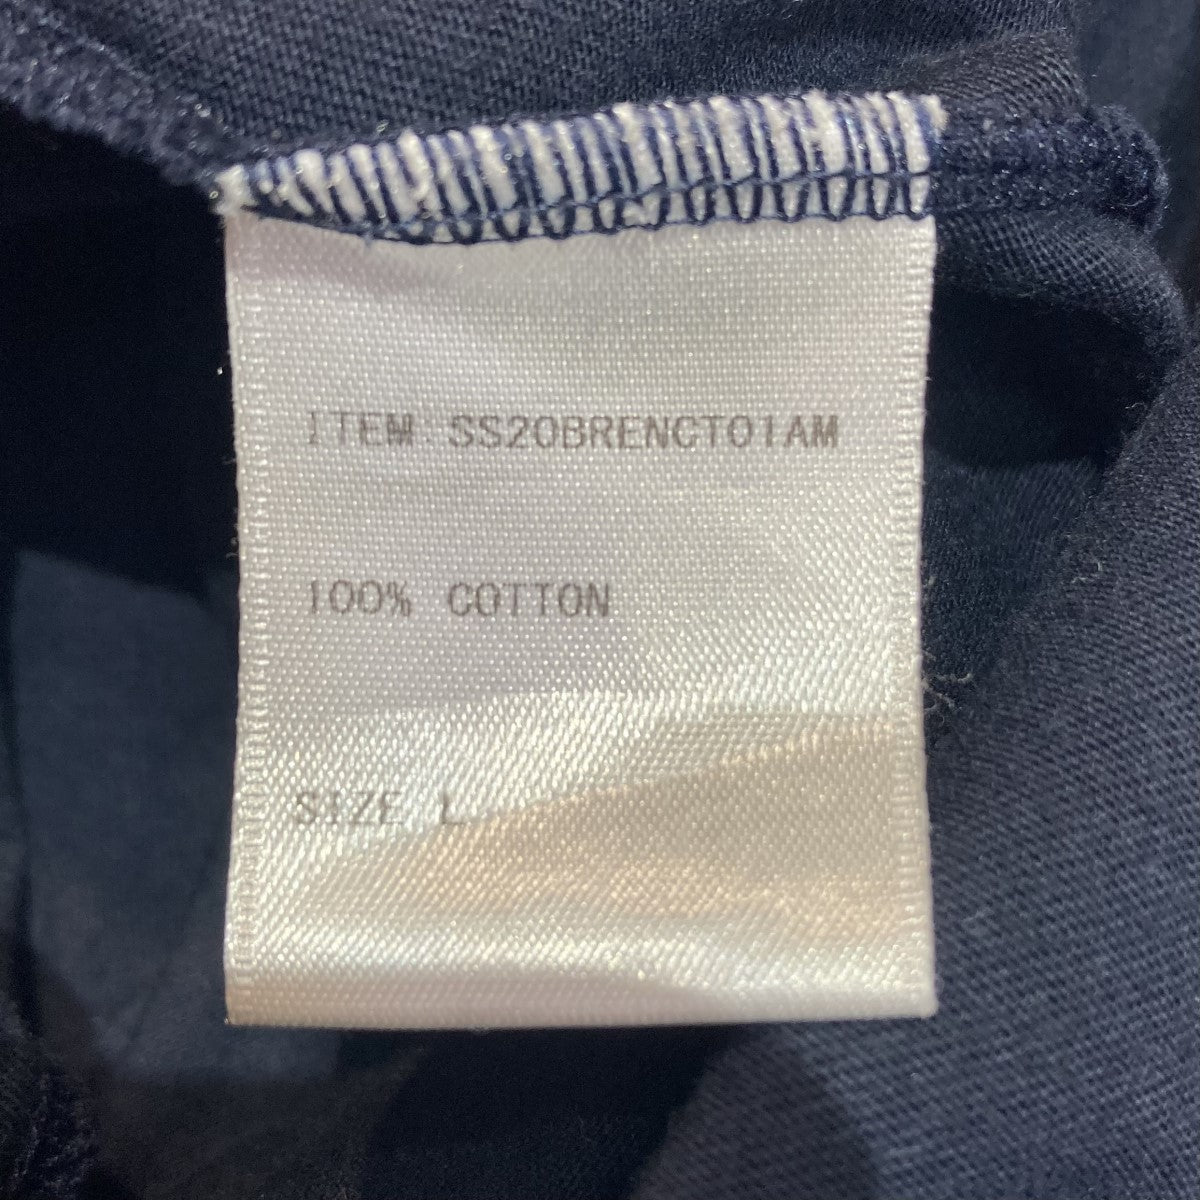 ITEM SS20BRENCT01AM
100% COTTON
SIZE L